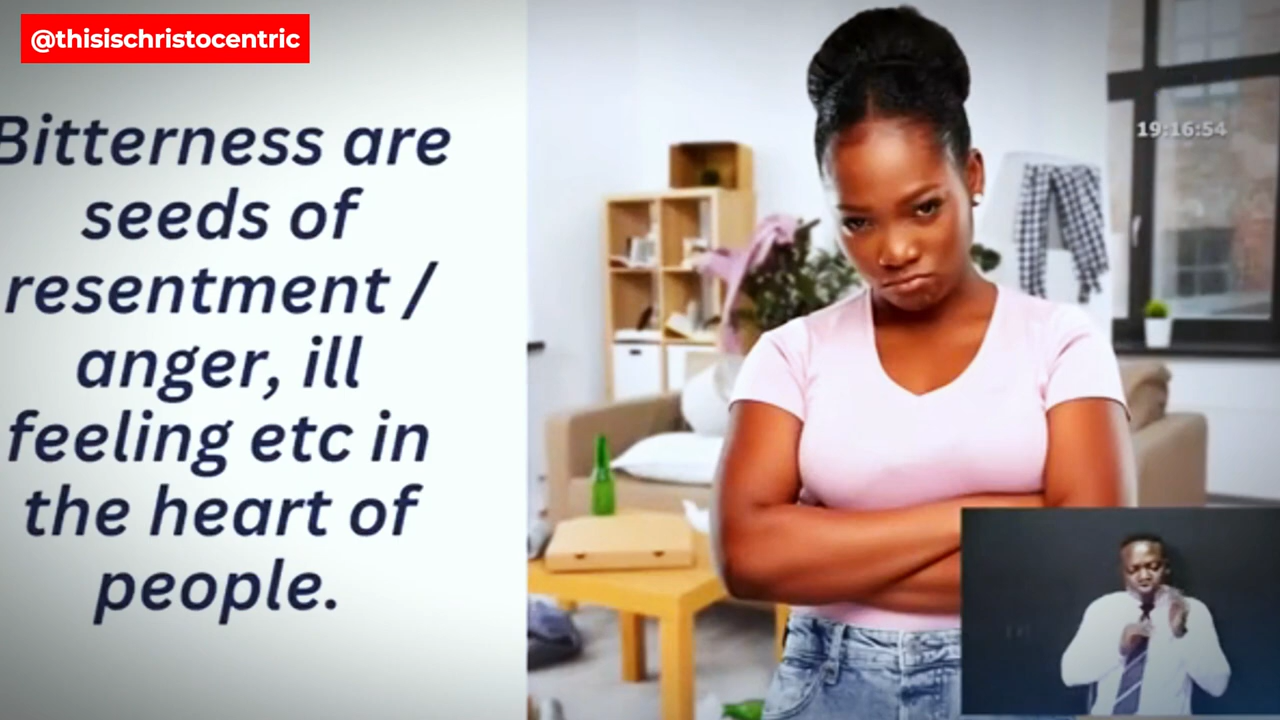 @thisischristocentric
Bitterness are
seeds of
resentment /
anger, ill
feeling etc in
the heart of
people.
19:16:54